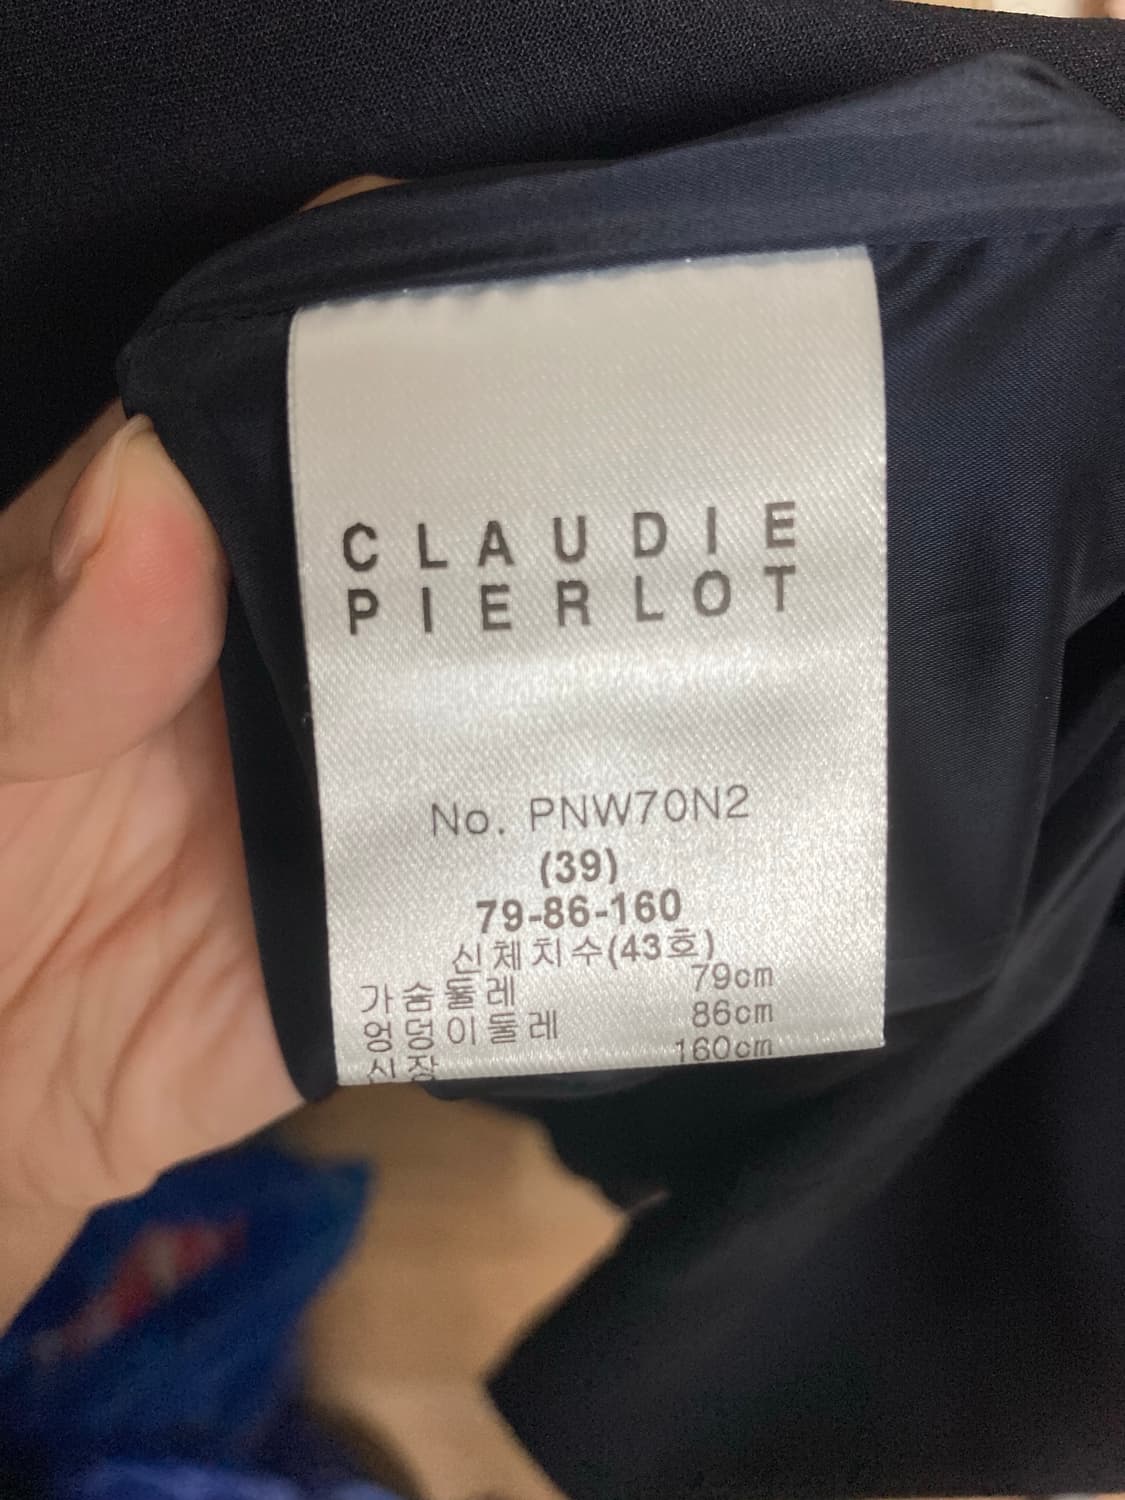 CLAUDIE
PIERLOT
No. PNW70N2
(39)
79-86-160
신체치수(43호)
가슴둘레 79cm
엉덩이둘레 86cm
신장 160cm